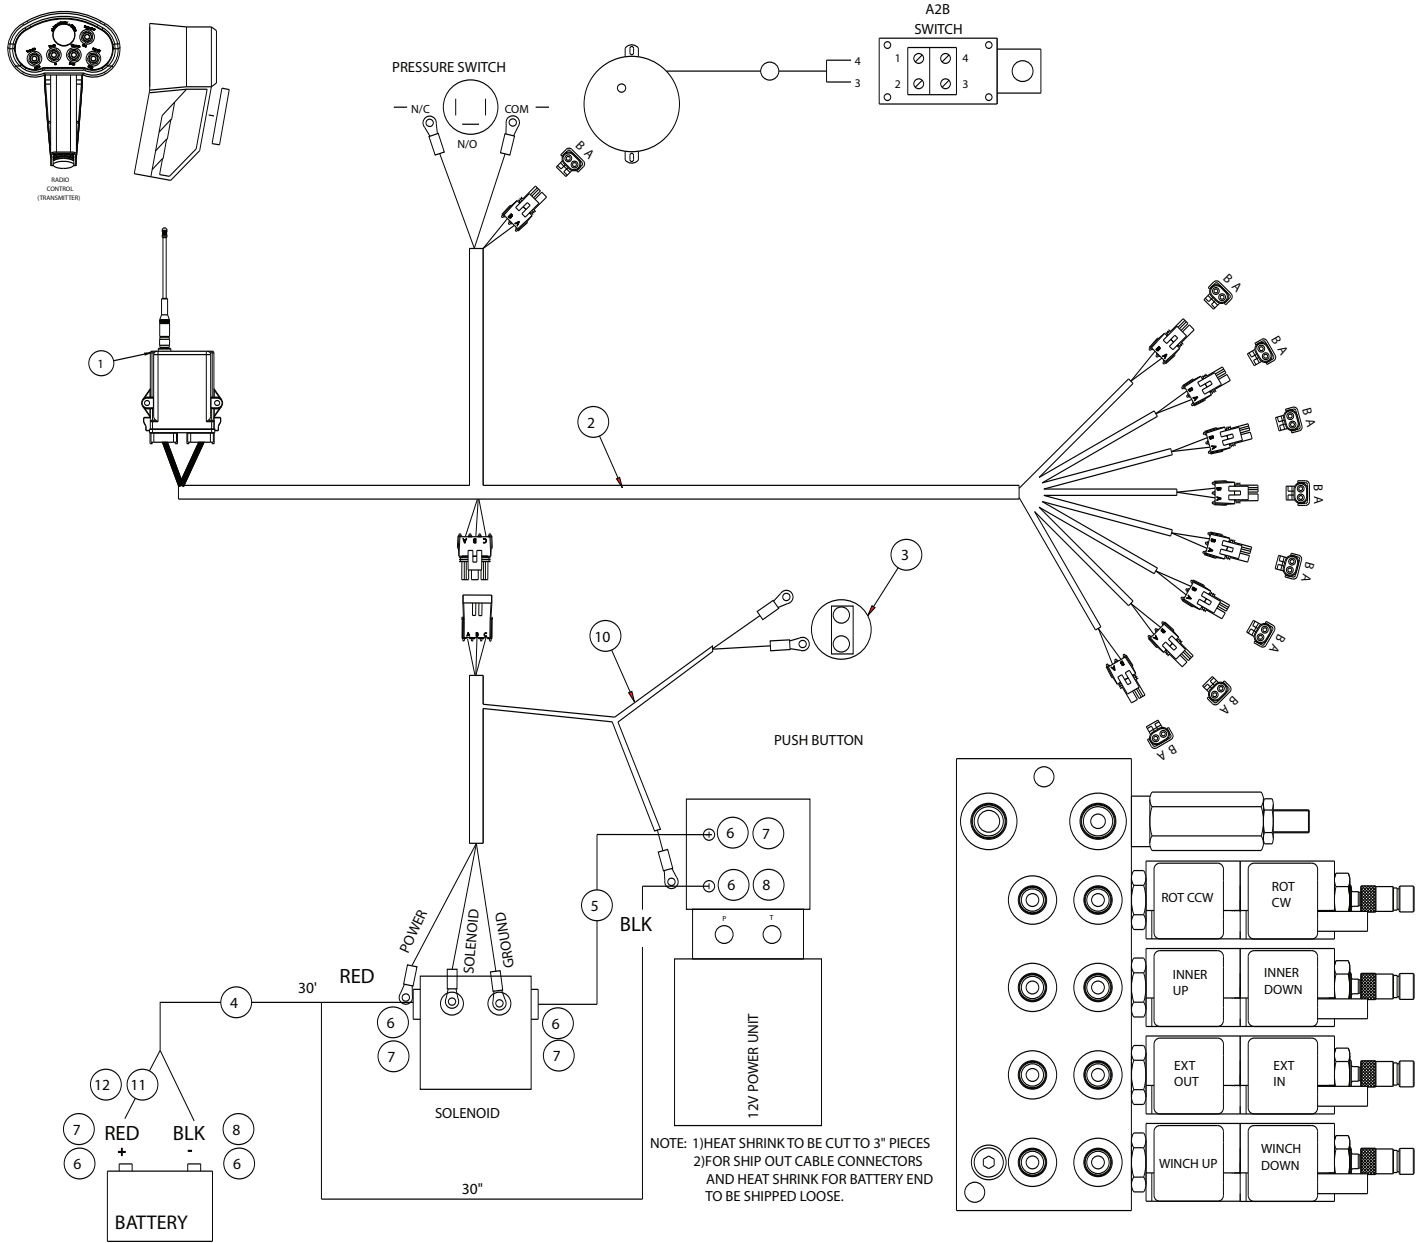 A2B
SWITCH
1
4
2
3
4
3
PRESSURE SWITCH
N/C
COM
N/O
B A
RADIO
CONTROL
(TRANSMITTER)
B
A
1
2
B A
B A
B A
B A
B A
B A
B A
B A
A B C
A B C
3
10
PUSH BUTTON
6
7
6
8
5
BLK
P
T
POWER
SOLENOID
GROUND
RED
30'
4
6
7
6
7
SOLENOID
12V POWER UNIT
12
11
7
RED
BLK
8
6
+
-
6
BATTERY
30"
NOTE: 1)HEAT SHRINK TO BE CUT TO 3" PIECES
2)FOR SHIP OUT CABLE CONNECTORS
AND HEAT SHRINK FOR BATTERY END
TO BE SHIPPED LOOSE.
ROT CCW
ROT
CW
INNER
UP
INNER
DOWN
EXT
OUT
EXT
IN
WINCH UP
WINCH
DOWN